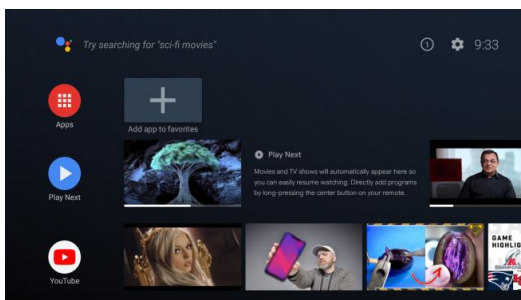 Try searching for "sci-fi movies"
1
9:33
Apps
Add app to favorites
Play Next
Play Next
Movies and TV shows will automatically appear here so
you can easily resume watching. Directly add programs
by long-pressing the center button on your remote.
YouTube
GAME
HIGHLIG